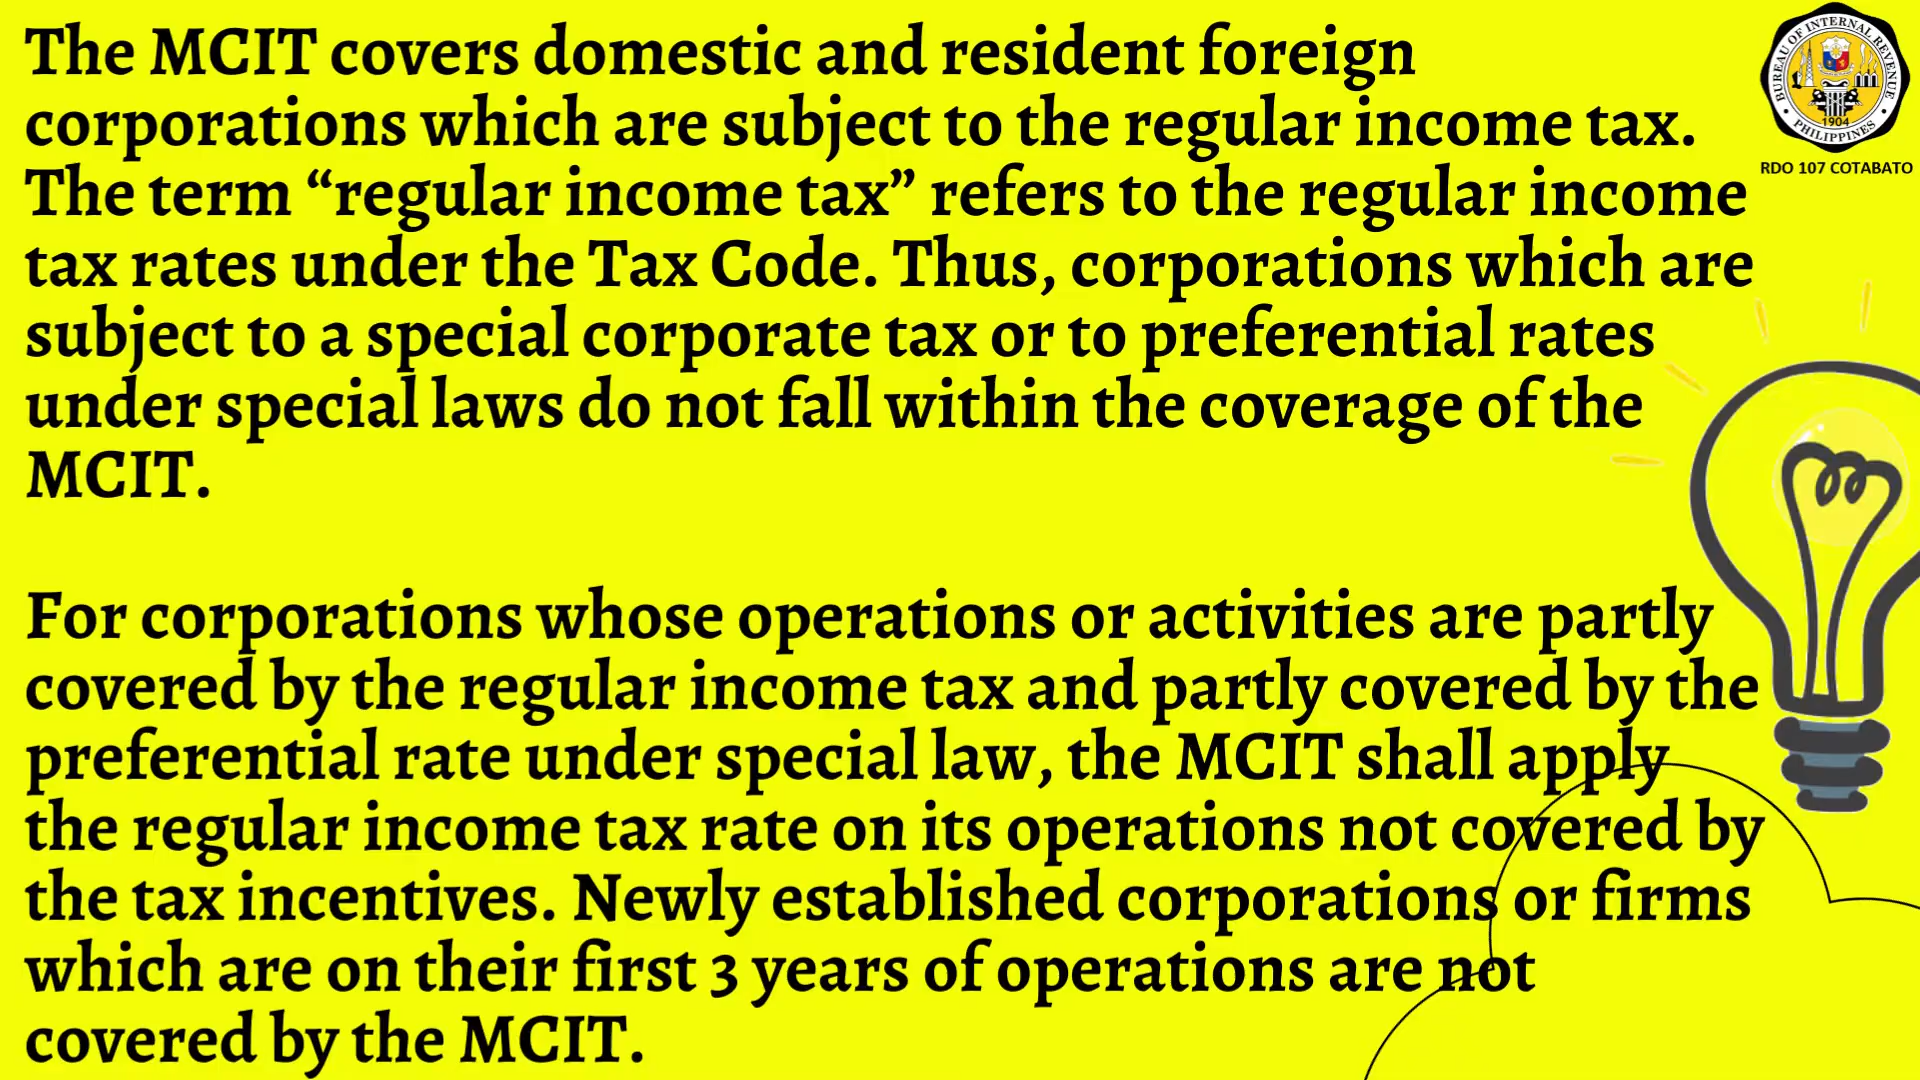 The MCIT covers domestic and resident foreign
corporations which are subject to the regular income tax.
The term “regular income tax” refers to the regular income
tax rates under the Tax Code. Thus, corporations which are
subject to a special corporate tax or to preferential rates
under special laws do not fall within the coverage of the
MCIT.
For corporations whose operations or activities are partly
covered by the regular income tax and partly covered by the
preferential rate under special law, the MCIT shall apply
the regular income tax rate on its operations not covered by
the tax incentives. Newly established corporations or firms
which are on their first 3 years of operations are not
covered by the MCIT.
BUREAU OF INTERNAL REVENUE
1904
PHILIPPINES
RDO 107 COTABATO